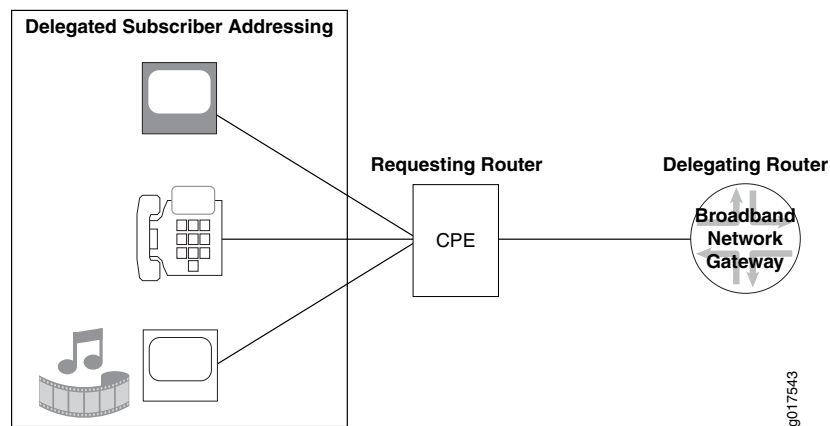 Delegated Subscriber Addressing
Requesting Router
Delegating Router
CPE
Broadband
Network
Gateway
g017543